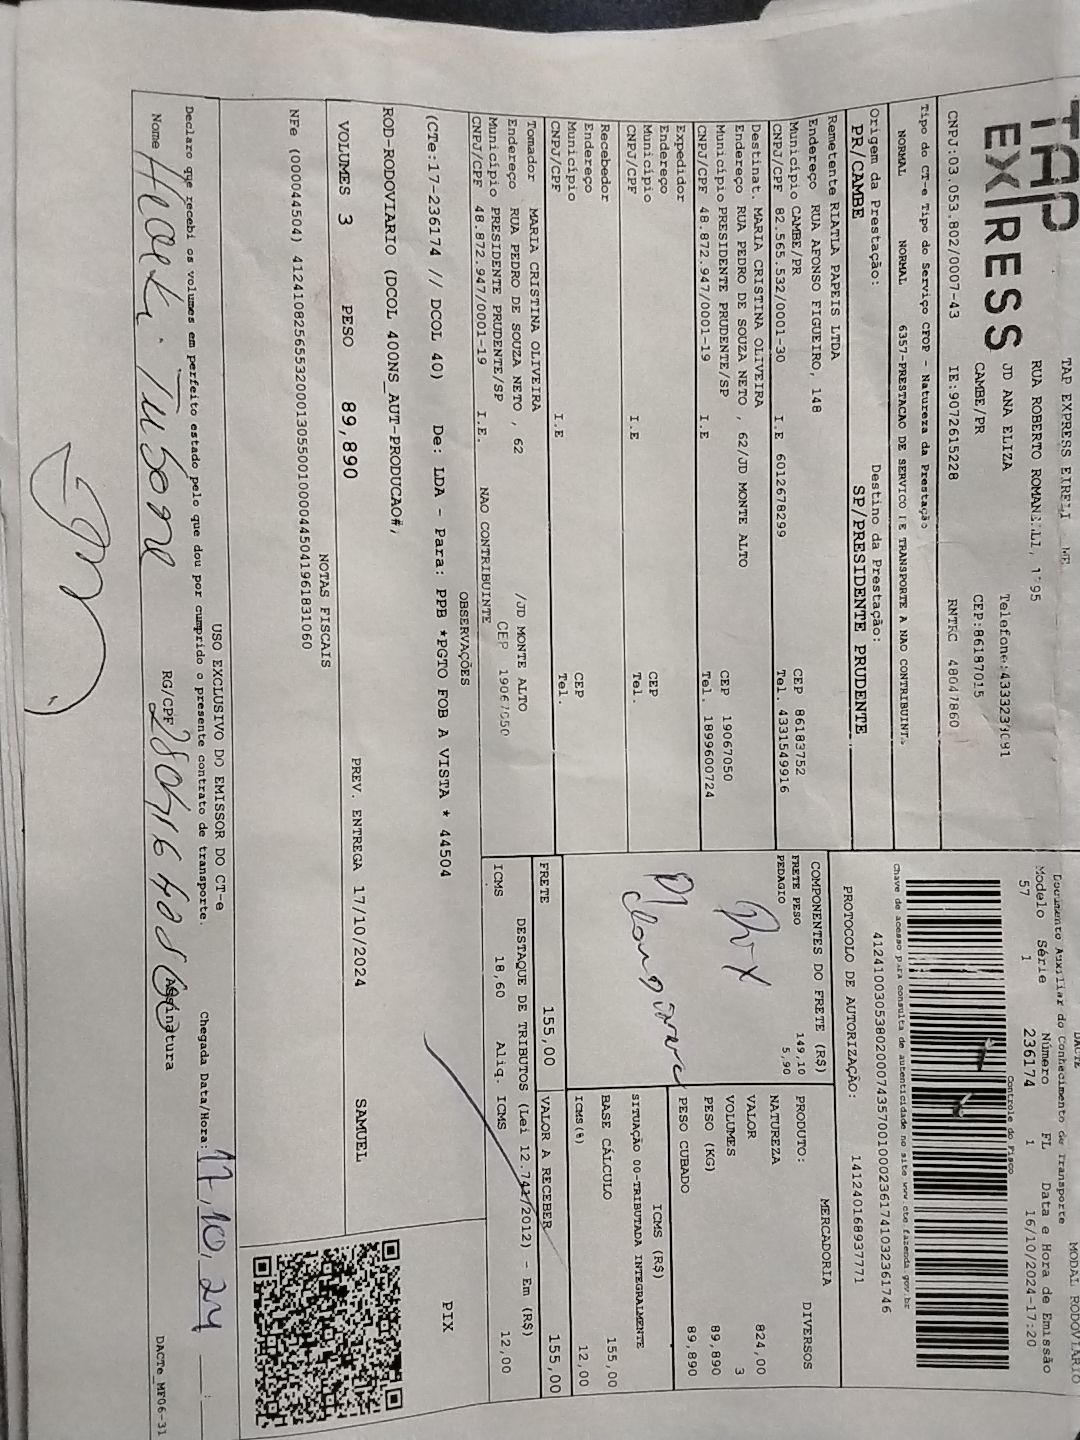 TAP
EX/RESS
TAP EXPRESS EIRELI ME
RUA ROBERTO ROMANELLI, 1295
JD ANA ELIZA
CAMBE/PR
CEP:86187015
CNPJ:03.053.802/0007-43 IE:9072615228 RNTRC 48047860
DACTE MODAL RODOVIARIO
Documento Auxiliar do Conhecimento de Transporte
Modelo Série Número FL Data e Hora de Emissão
57 1 236174 1 16/10/2024-17:20
Controle do Fisco
Chave de acesso para consulta de autenticidade no site www.cte.fazenda.gov.br
41241003053802000743570010002361741032361746
PROTOCOLO DE AUTORIZAÇÃO: 141240168937771
Tipo do CT-e Tipo do Serviço CFOP - Natureza da Prestação
NORMAL NORMAL 6357-PRESTACAO DE SERVICO DE TRANSPORTE A NAO CONTRIBUINT
Origem da Prestação: Destino da Prestação:
PR/CAMBE SP/PRESIDENTE PRUDENTE
Remetente RIATLA PAPEIS LTDA
Endereço RUA AFONSO FIGUEIRO, 148
Município CAMBE/PR CEP 86183752
CNPJ/CPF 82.565.532/0001-30 I.E 6012678299 Tel. 4331549916
Destinat. MARIA CRISTINA OLIVEIRA
Endereço RUA PEDRO DE SOUZA NETO , 62/JD MONTE ALTO
Município PRESIDENTE PRUDENTE/SP CEP 19067050
CNPJ/CPF 48.872.947/0001-19 I.E Tel. 1899600724
Expedidor
Endereço
Município CEP
CNPJ/CPF I.E Tel.
Recebedor
Endereço
Município CEP
CNPJ/CPF I.E Tel.
Tomador MARIA CRISTINA OLIVEIRA
Endereço RUA PEDRO DE SOUZA NETO , 62 /JD MONTE ALTO
Município PRESIDENTE PRUDENTE/SP CEP 19067050
CNPJ/CPF 48.872.947/0001-19 I.E. NAO CONTRIBUINTE
COMPONENTES DO FRETE (R$)
FRETE PESO 149,10
PEDAGIO 5,90
MERCADORIA
PRODUTO: DIVERSOS
NATUREZA
VALOR 824,00
VOLUMES 3
PESO (KG) 89,890
PESO CUBADO 89,890
ICMS (R$)
SITUAÇÃO 00-TRIBUTADA INTEGRALMENTE
BASE CÁLCULO 155,00
ICMS(%) 12,00
FRETE 155,00 VALOR A RECEBER 155,00
DESTAQUE DE TRIBUTOS (Lei 12.741/2012) - Em (R$)
ICMS 18,60 Aliq. ICMS 12,00
OBSERVAÇÕES
(CTe:17-236174 // DCOL 40) De: LDA - Para: PPB *PGTO FOB A VISTA * 44504 PIX
ROD-RODOVIARIO (DCOL 400NS AUT-PRODUCAO#,
VOLUMES 3 PESO 89,890 PREV. ENTREGA 17/10/2024 SAMUEL
NOTAS FISCAIS
NFe (000044504) 41241082565532000130550010000445041961831060
USO EXCLUSIVO DO EMISSOR DO CT-e
Declaro que recebi os volumes em perfeito estado pelo que dou por cumprido o presente contrato de transporte. Chegada Data/Hora: 17, 10, 24 __:__
Nome RG/CPF Assinatura
DACTe_MF06-31